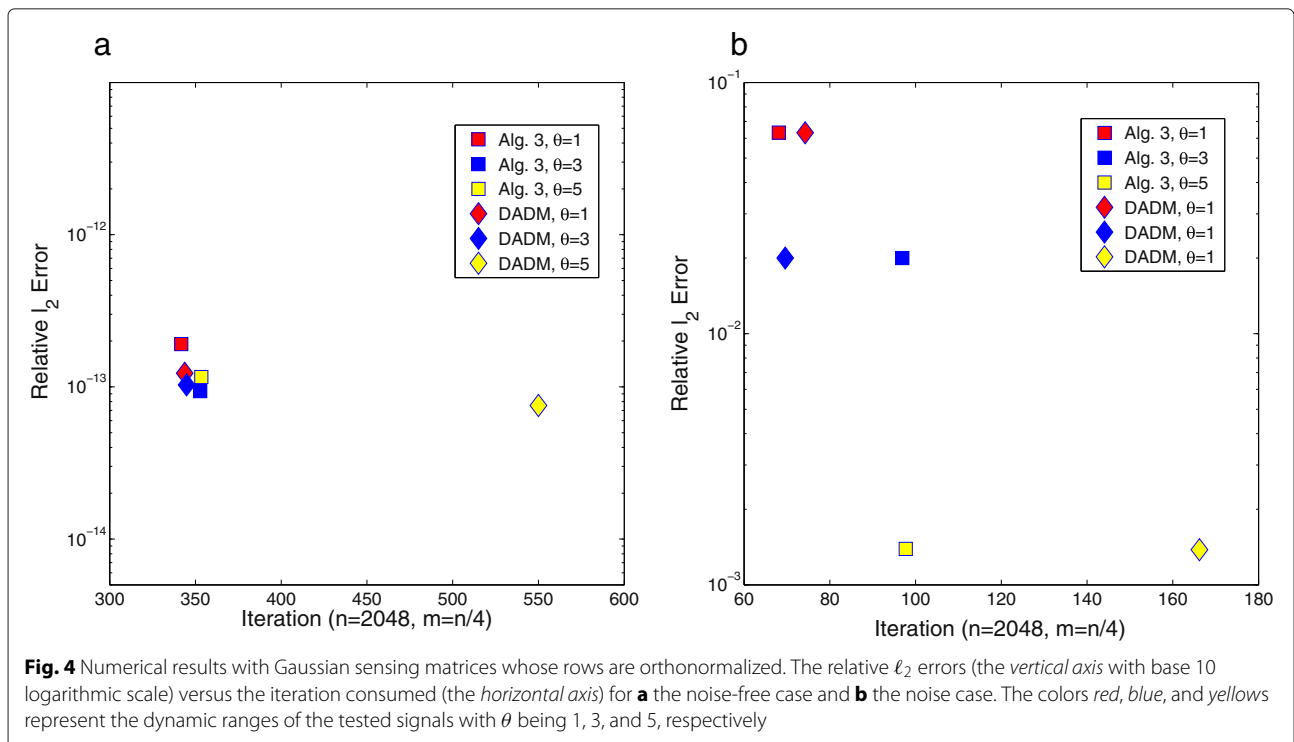 a
10^-12
10^-13
10^-14
Relative l_2 Error
300 350 400 450 500 550 600
Iteration (n=2048, m=n/4)
Alg. 3, θ=1
Alg. 3, θ=3
Alg. 3, θ=5
DADM, θ=1
DADM, θ=3
DADM, θ=5
b
10^-1
10^-2
10^-3
Relative l_2 Error
60 80 100 120 140 160 180
Iteration (n=2048, m=n/4)
Alg. 3, θ=1
Alg. 3, θ=3
Alg. 3, θ=5
DADM, θ=1
DADM, θ=1
DADM, θ=1
Fig. 4 Numerical results with Gaussian sensing matrices whose rows are orthonormalized. The relative ℓ_2 errors (the vertical axis with base 10
logarithmic scale) versus the iteration consumed (the horizontal axis) for a the noise-free case and b the noise case. The colors red, blue, and yellows
represent the dynamic ranges of the tested signals with θ being 1, 3, and 5, respectively